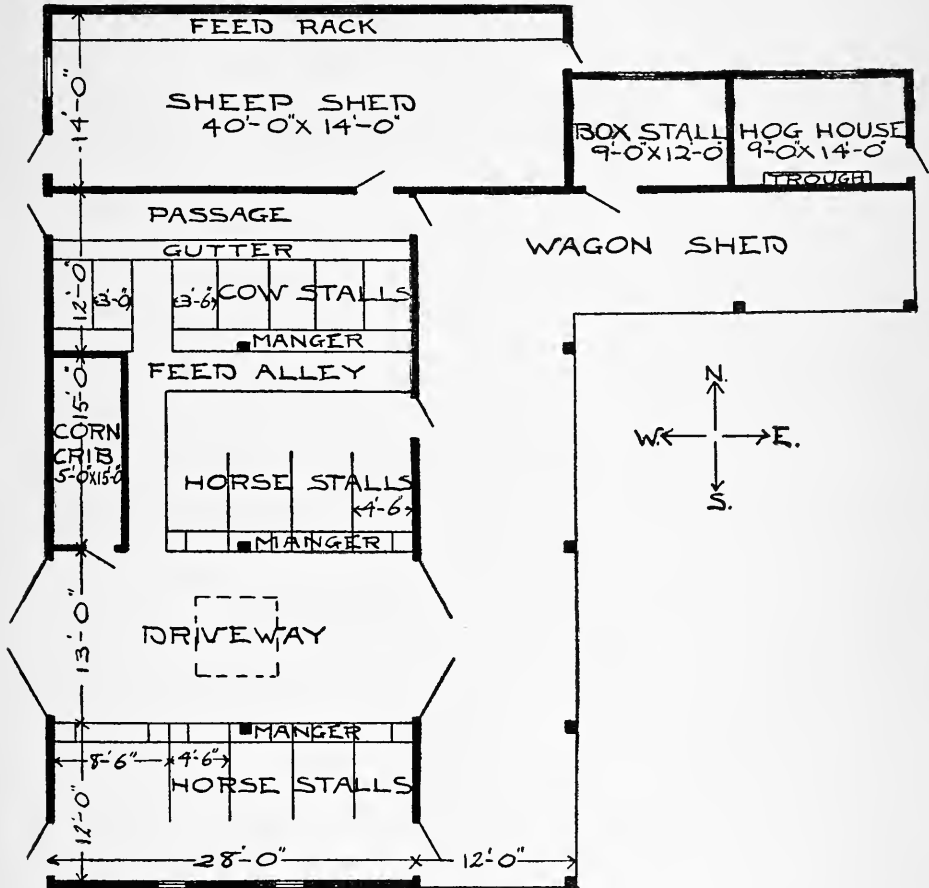 FEED RACK
14'-0"
SHEEP SHED
40'-0" X 14'-0"
BOX STALL
9'-0" X 12'-0"
HOG HOUSE
9'-0" X 14'-0"
TROUGH
PASSAGE
GUTTER
WAGON SHED
12'-0"
3'-0
3'-6"
COW STALLS
MANGER
FEED ALLEY
15'-0"
CORN
CRIB
5'-0" X 15'-0"
N.
W.
E.
S.
HORSE STALLS
4'-6"
MANGER
13'-0"
DRIVEWAY
MANGER
8'-6"
4'-6"
HORSE STALLS
12'-0"
28'-0"
12'-0"